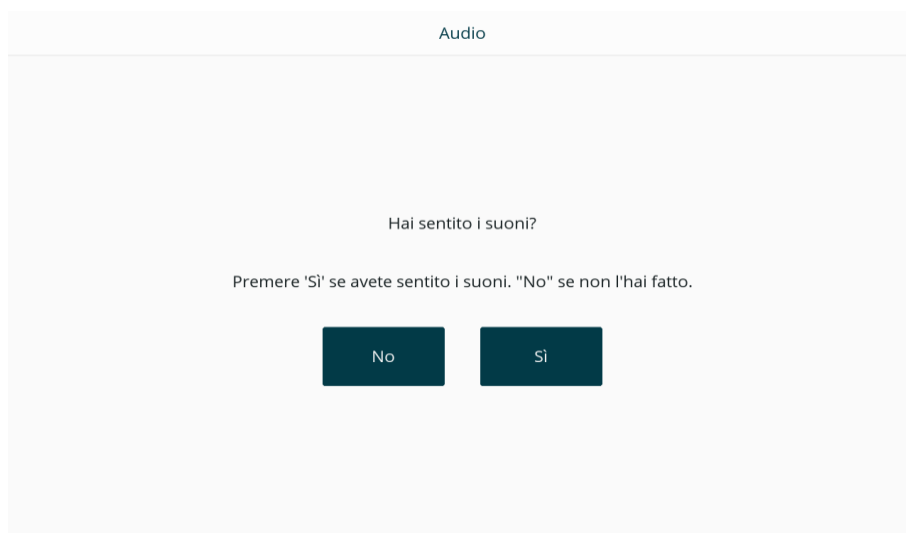 Audio
Hai sentito i suoni?
Premere 'Sì' se avete sentito i suoni. "No" se non l'hai fatto.
No
Sì